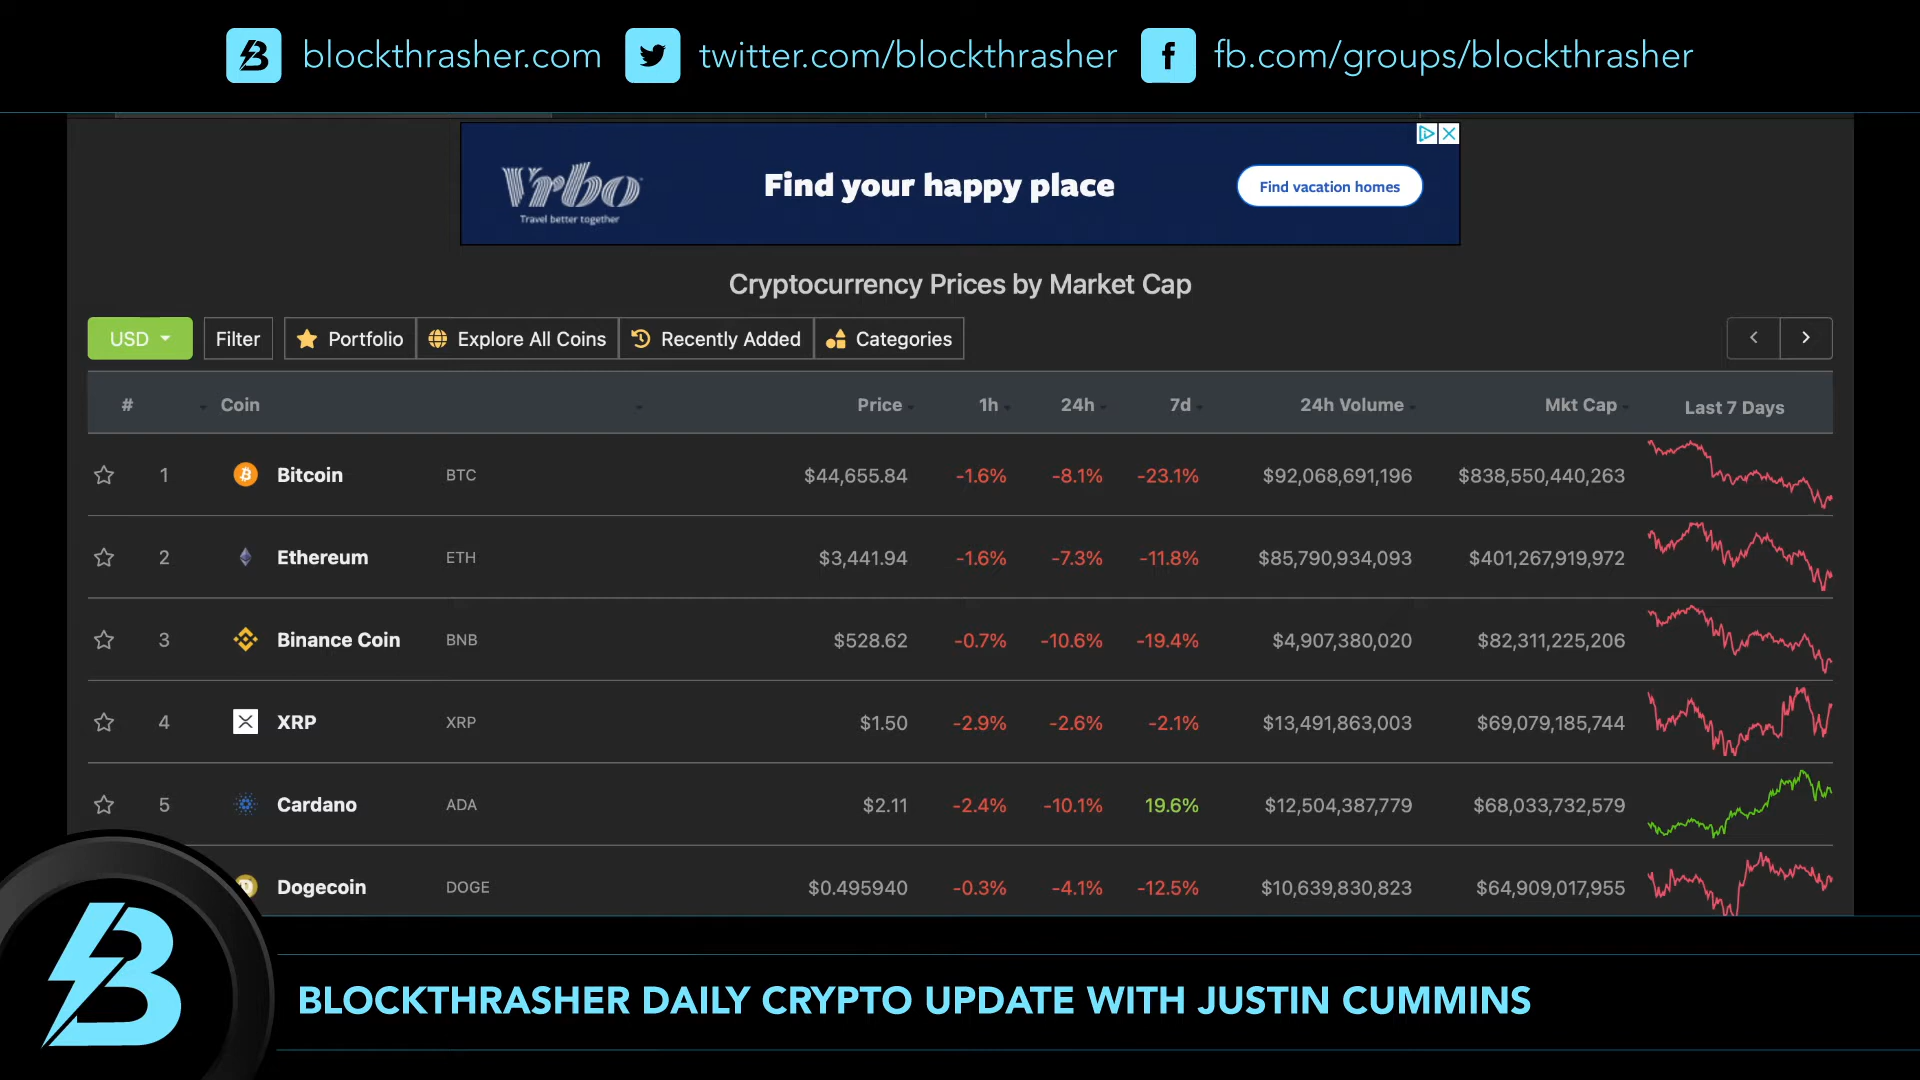 blockthrasher.com twitter.com/blockthrasher fb.com/groups/blockthrasher
Vrbo
Travel better together
Find your happy place
Find vacation homes
Cryptocurrency Prices by Market Cap
USD Filter Portfolio Explore All Coins Recently Added Categories
# Coin Price 1h 24h 7d 24h Volume Mkt Cap Last 7 Days
1 Bitcoin BTC $44,655.84 -1.6% -8.1% -23.1% $92,068,691,196 $838,550,440,263
2 Ethereum ETH $3,441.94 -1.6% -7.3% -11.8% $85,790,934,093 $401,267,919,972
3 Binance Coin BNB $528.62 -0.7% -10.6% -19.4% $4,907,380,020 $82,311,225,206
4 XRP XRP $1.50 -2.9% -2.6% -2.1% $13,491,863,003 $69,079,185,744
5 Cardano ADA $2.11 -2.4% -10.1% 19.6% $12,504,387,779 $68,033,732,579
Dogecoin DOGE $0.495940 -0.3% -4.1% -12.5% $10,639,830,823 $64,909,017,955
BLOCKTHRASHER DAILY CRYPTO UPDATE WITH JUSTIN CUMMINS